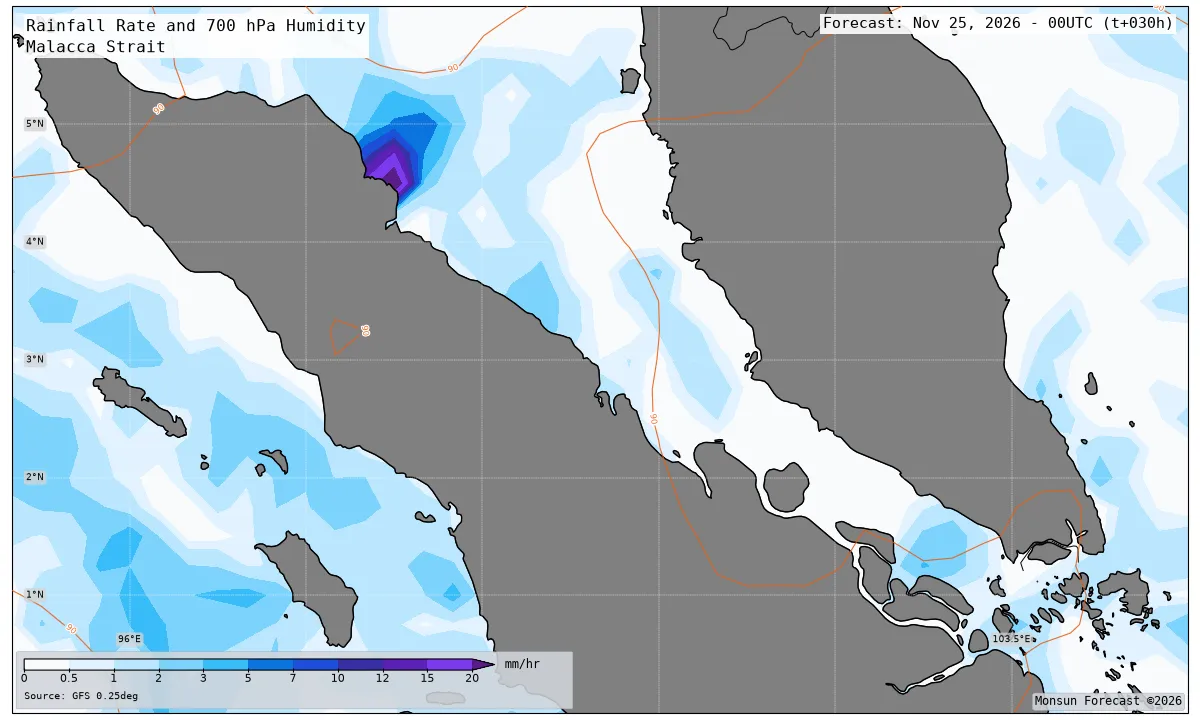 Rainfall Rate and 700 hPa Humidity
Malacca Strait
Forecast: Nov 25, 2026 - 00UTC (t+030h)
90
90
5°N
4°N
90
3°N
90
2°N
1°N
90
96°E
103.5°E
mm/hr
0 0.5 1 2 3 5 7 10 12 15 20
Source: GFS 0.25deg
Monsun Forecast ©2026